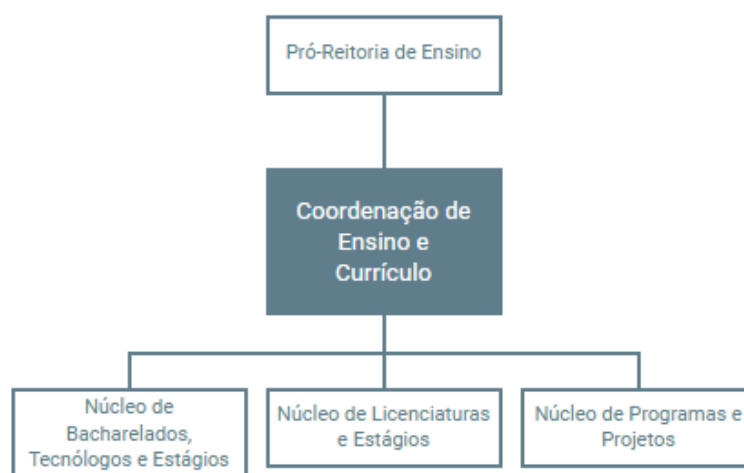 Pró-Reitoria de Ensino
Coordenação de
Ensino e
Currículo
Núcleo de
Bacharelados,
Tecnólogos e Estágios
Núcleo de Licenciaturas
e Estágios
Núcleo de Programas e
Projetos